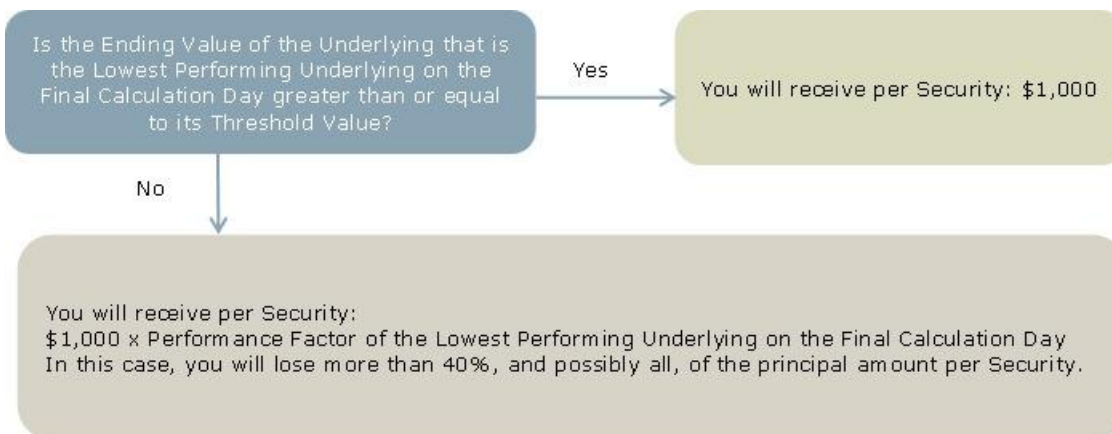 Is the Ending Value of the Underlying that is
the Lowest Performing Underlying on the
Final Calculation Day greater than or equal
to its Threshold Value?
Yes
You will receive per Security: $1,000
No
You will receive per Security:
$1,000 x Performance Factor of the Lowest Performing Underlying on the Final Calculation Day
In this case, you will lose more than 40%, and possibly all, of the principal amount per Security.